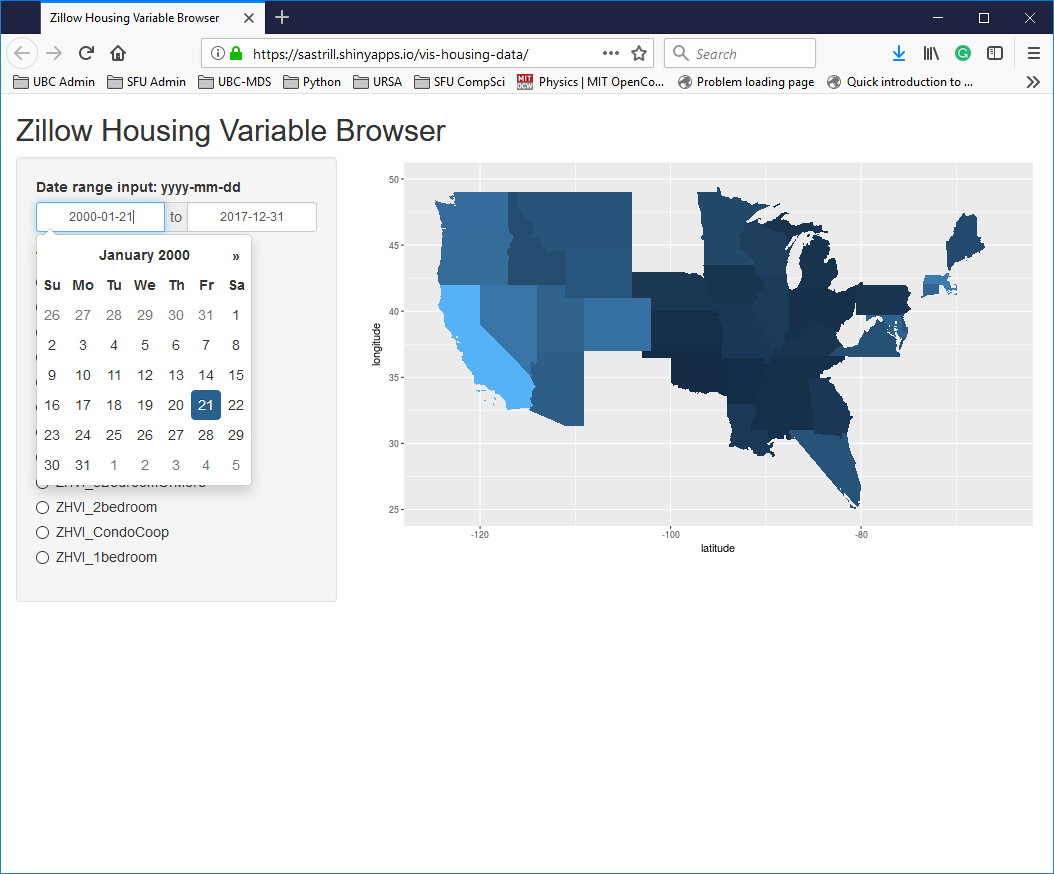 Zillow Housing Variable Browser
https://sastrill.shinyapps.io/vis-housing-data/
Search
UBC Admin SFU Admin UBC-MDS Python URSA SFU CompSci MIT OCW Physics | MIT OpenCo... Problem loading page Quick introduction to ...
Zillow Housing Variable Browser
Date range input: yyyy-mm-dd
2000-01-21 to 2017-12-31
January 2000 »
Su Mo Tu We Th Fr Sa
26 27 28 29 30 31 1
2 3 4 5 6 7 8
9 10 11 12 13 14 15
16 17 18 19 20 21 22
23 24 25 26 27 28 29
30 31 1 2 3 4 5
ZHVI_2bedroom
ZHVI_CondoCoop
ZHVI_1bedroom
50
45
40
35
30
25
longitude
-120 -100 -80
latitude